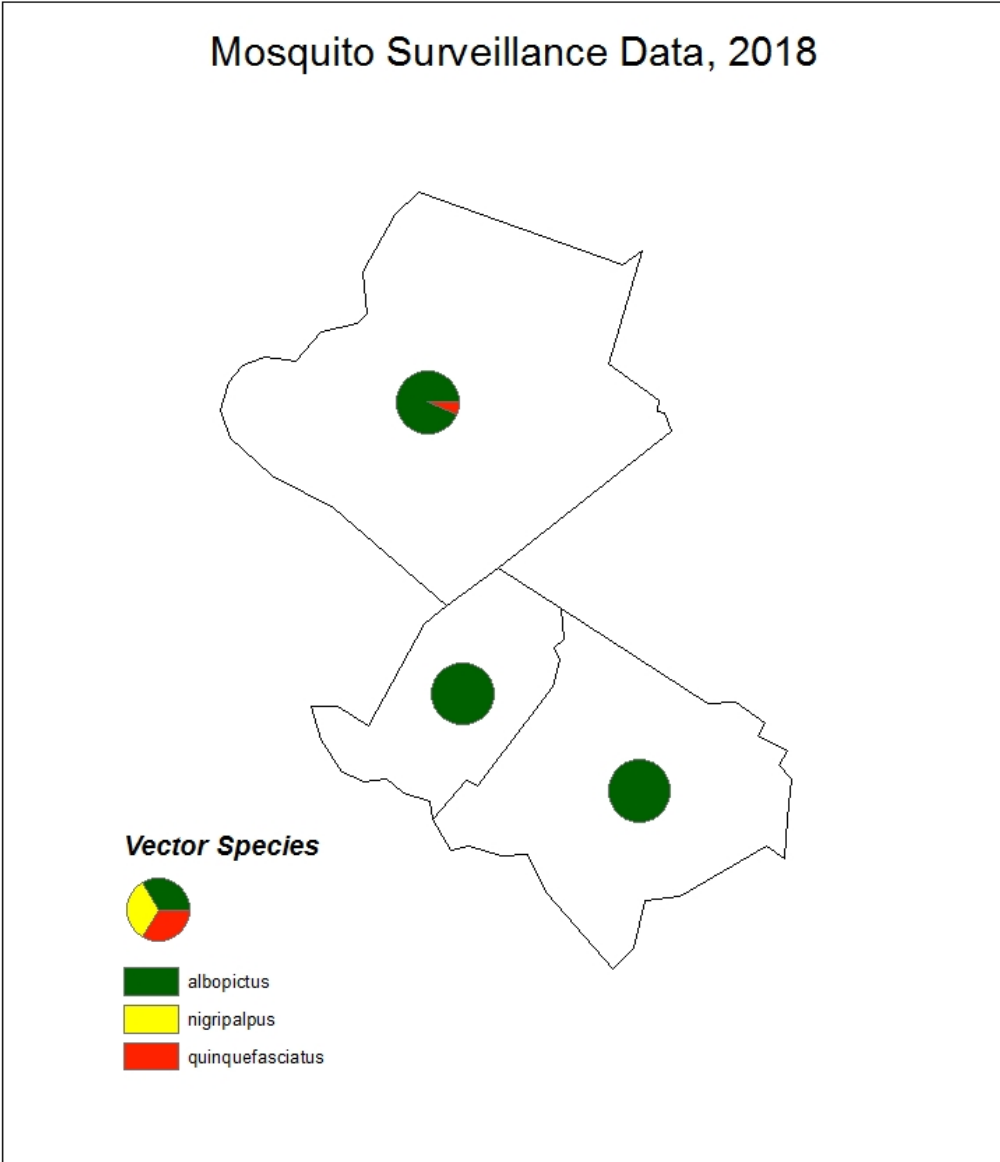 Mosquito Surveillance Data, 2018
Vector Species
albopictus
nigripalpus
quinquefasciatus